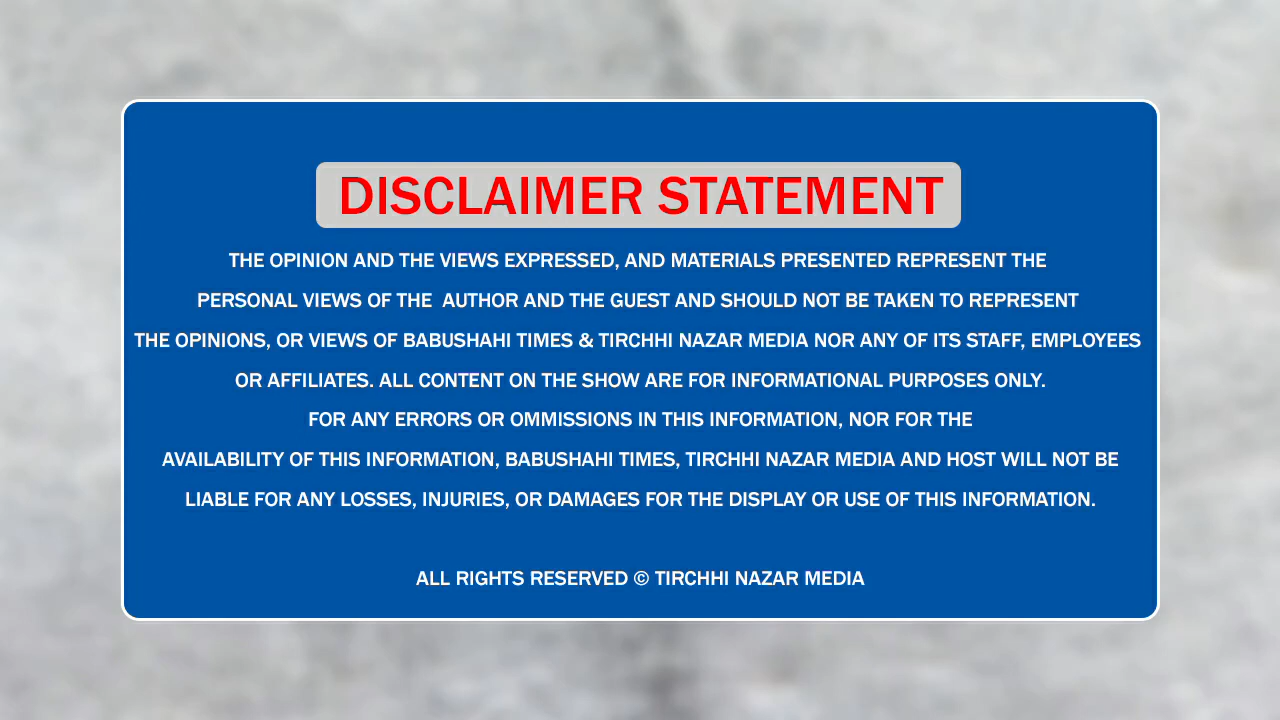 DISCLAIMER STATEMENT
THE OPINION AND THE VIEWS EXPRESSED, AND MATERIALS PRESENTED REPRESENT THE
PERSONAL VIEWS OF THE  AUTHOR AND THE GUEST AND SHOULD NOT BE TAKEN TO REPRESENT
THE OPINIONS, OR VIEWS OF BABUSHAHI TIMES & TIRCHHI NAZAR MEDIA NOR ANY OF ITS STAFF, EMPLOYEES
OR AFFILIATES. ALL CONTENT ON THE SHOW ARE FOR INFORMATIONAL PURPOSES ONLY.
FOR ANY ERRORS OR OMMISSIONS IN THIS INFORMATION, NOR FOR THE
AVAILABILITY OF THIS INFORMATION, BABUSHAHI TIMES, TIRCHHI NAZAR MEDIA AND HOST WILL NOT BE
LIABLE FOR ANY LOSSES, INJURIES, OR DAMAGES FOR THE DISPLAY OR USE OF THIS INFORMATION.
ALL RIGHTS RESERVED © TIRCHHI NAZAR MEDIA